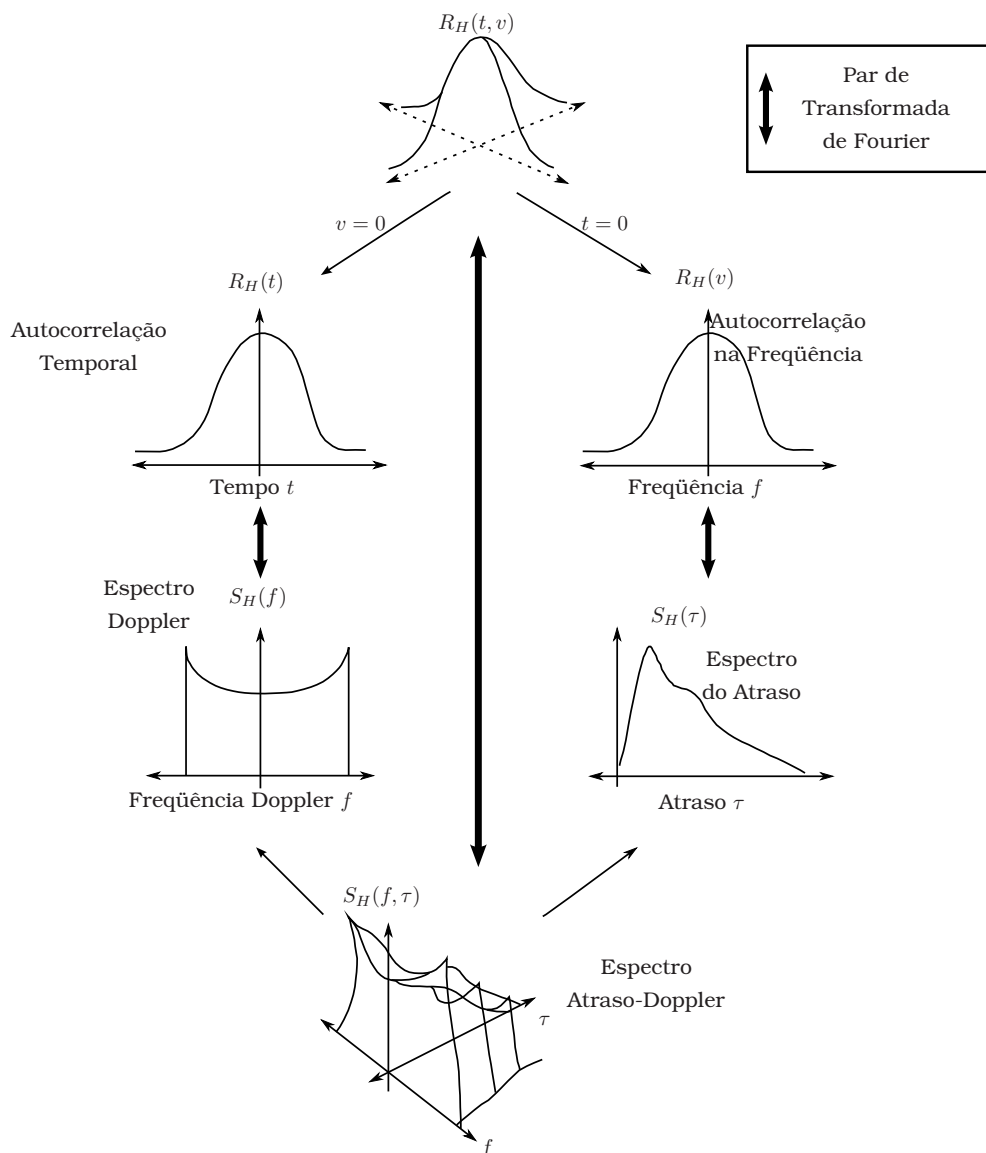 R_H(t, v)
Par de
Transformada
de Fourier
v = 0
t = 0
R_H(t)
R_H(v)
Autocorrelação
Temporal
Autocorrelação
na Freqüência
Tempo t
Freqüência f
Espectro
Doppler
S_H(f)
S_H(τ)
Espectro
do Atraso
Freqüência Doppler f
Atraso τ
S_H(f, τ)
Espectro
Atraso-Doppler
τ
f